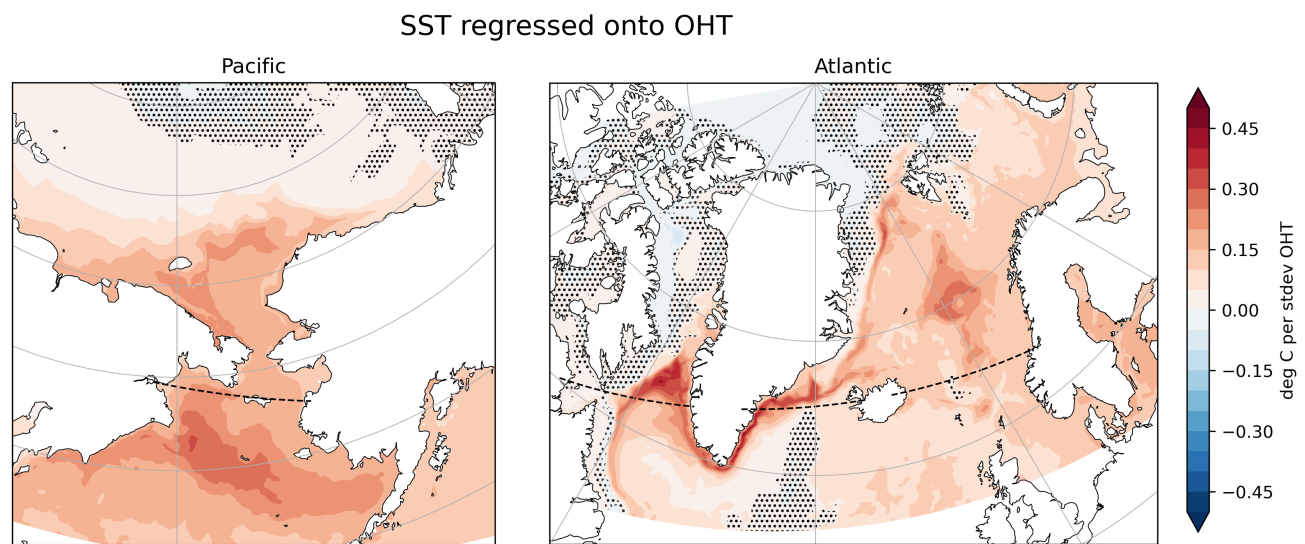 SST regressed onto OHT
Pacific
Atlantic
0.45
0.30
0.15
0.00
−0.15
−0.30
−0.45
deg C per stdev OHT